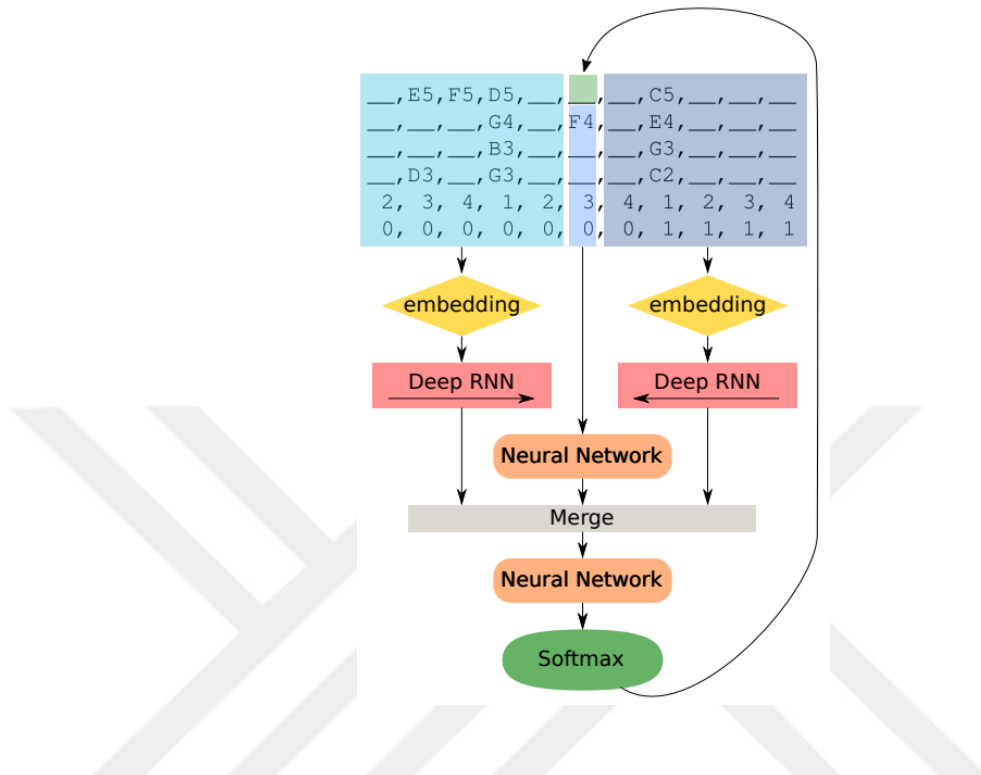 __,E5,F5,D5,__,__,__,C5,__,__,__
__,__,__,G4,__,F4,__,E4,__,__,__
__,__,__,B3,__,__,__,G3,__,__,__
__,D3,__,G3,__,__,__,C2,__,__,__
2, 3, 4, 1, 2, 3, 4, 1, 2, 3, 4
0, 0, 0, 0, 0, 0, 0, 1, 1, 1, 1
embedding embedding
Deep RNN Deep RNN
Neural Network
Merge
Neural Network
Softmax